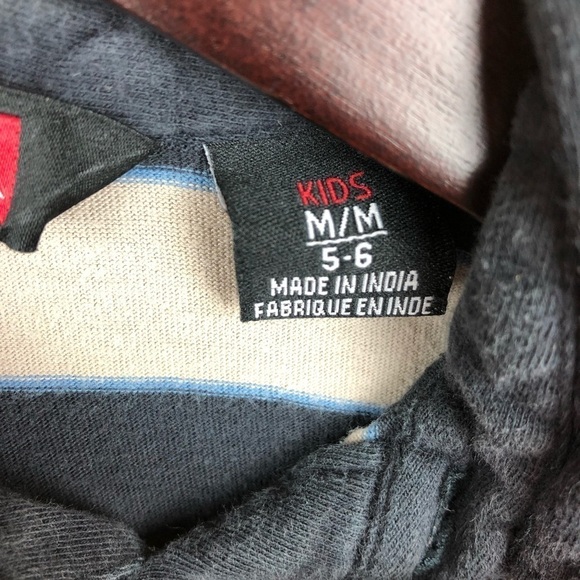 KIDS
M/M
5-6
MADE IN INDIA
FABRIQUE EN INDE